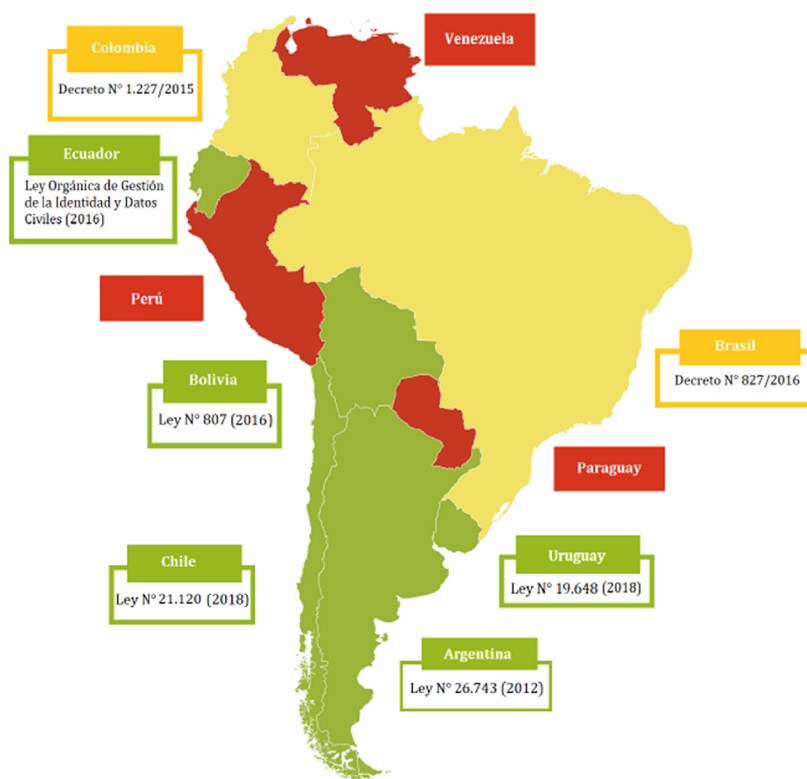 Colombia
Decreto N° 1.227/2015
Venezuela
Ecuador
Ley Orgánica de Gestión
de la Identidad y Datos
Civiles (2016)
Perú
Bolivia
Ley N° 807 (2016)
Brasil
Decreto N° 827/2016
Paraguay
Chile
Ley N° 21.120 (2018)
Uruguay
Ley N° 19.648 (2018)
Argentina
Ley N° 26.743 (2012)